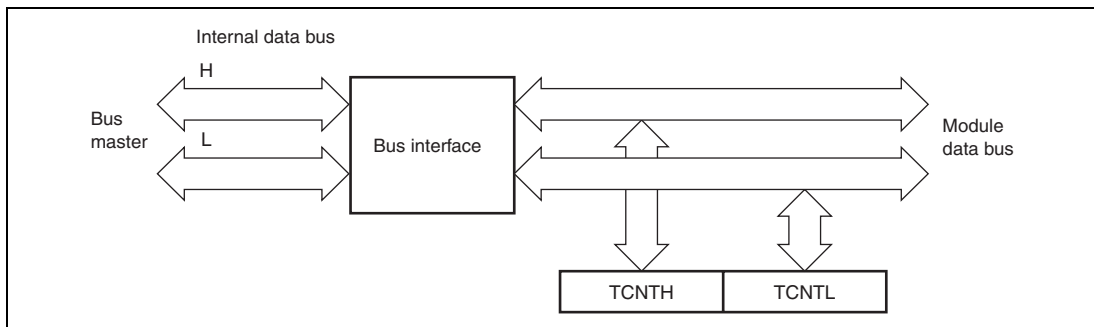 Internal data bus
H
Bus
master
L
Bus interface
Module
data bus
TCNTH
TCNTL